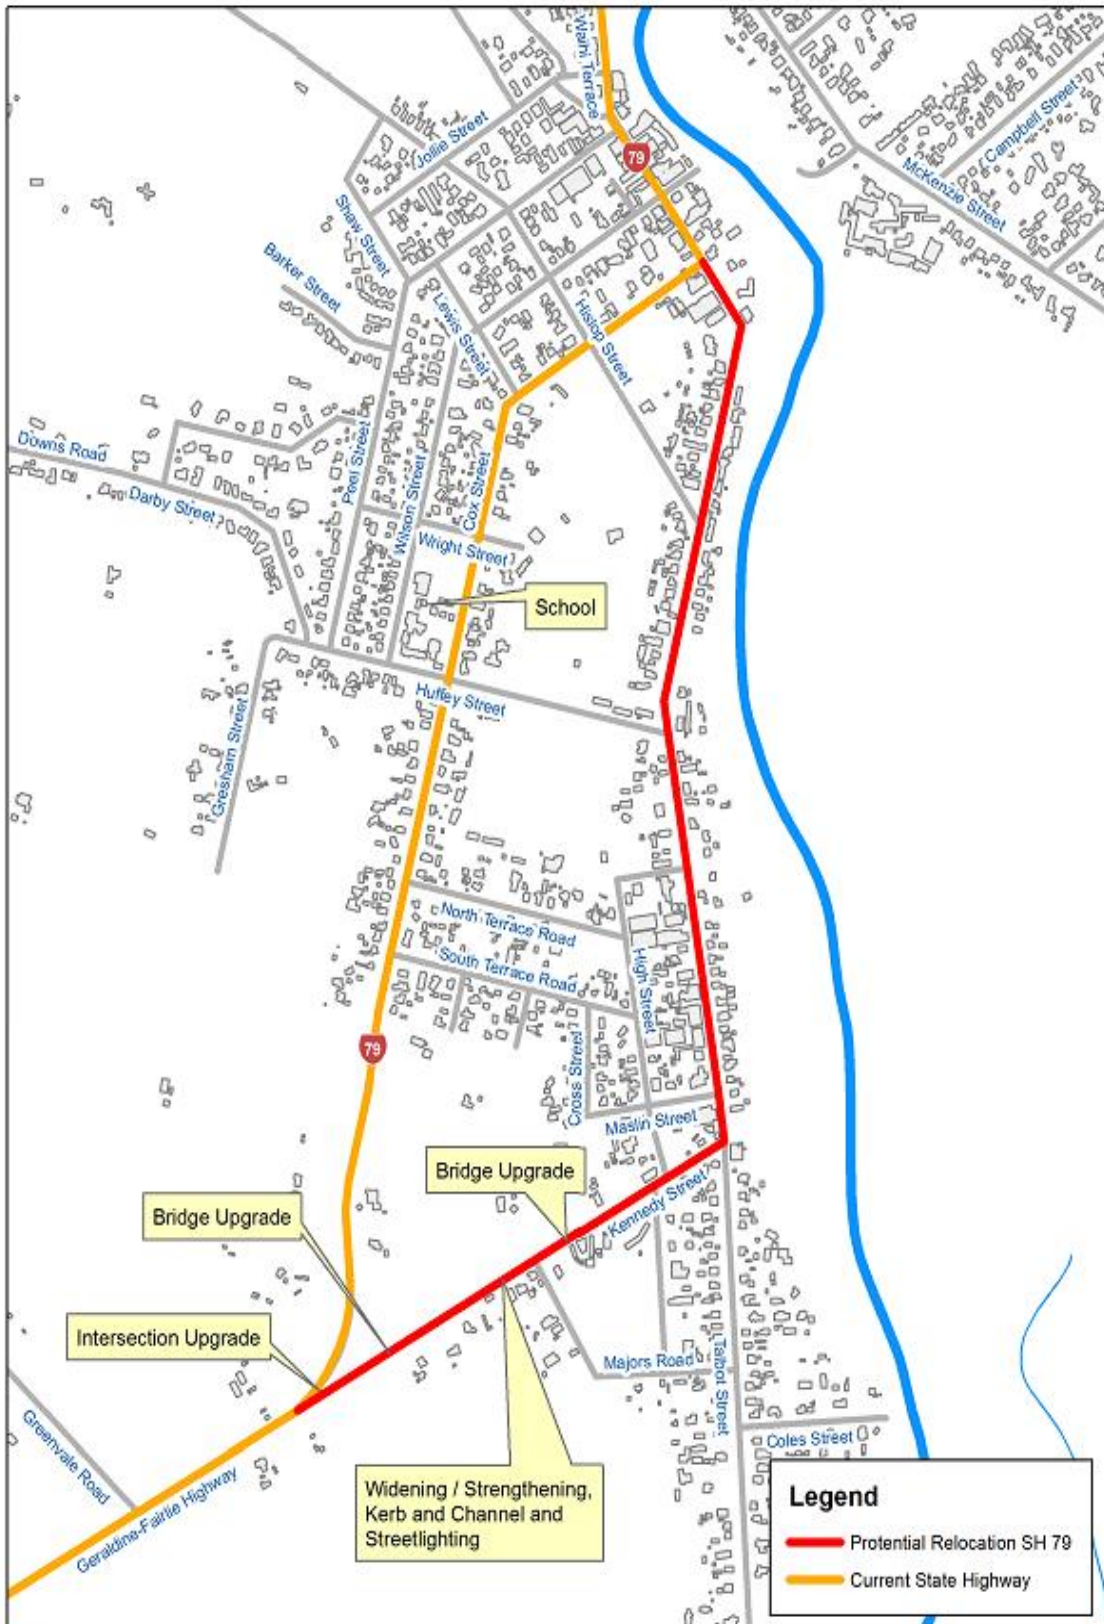 Waihi Terrace
79
Campbell Street
McKenzie Street
Jollie Street
Shaw Street
Barker Street
Lewis Street
Hislop Street
Downs Road
Darby Street
Peel Street
Wilson Street
Cox Street
Wright Street
School
Huffey Street
Gresham Street
North Terrace Road
South Terrace Road
High Street
79
Cross Street
Maslin Street
Bridge Upgrade
Kennedy Street
Bridge Upgrade
Intersection Upgrade
Majors Road
Talbot Street
Coles Street
Greenvale Road
Geraldine-Fairlie Highway
Widening / Strengthening,
Kerb and Channel and
Streetlighting
Legend
Protential Relocation SH 79
Current State Highway